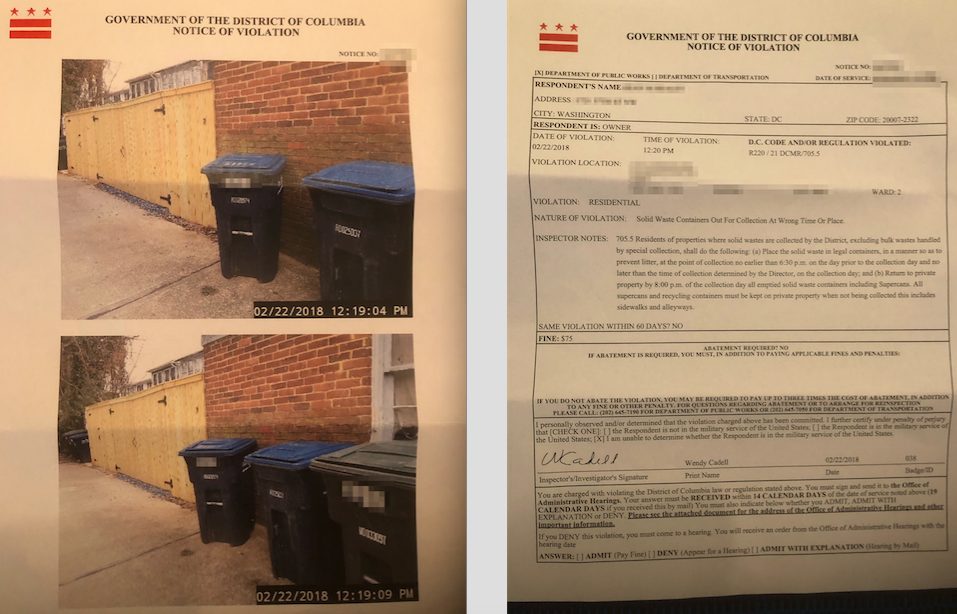 GOVERNMENT OF THE DISTRICT OF COLUMBIA
NOTICE OF VIOLATION
NOTICE NO:
02/22/2018 12:19:04 PM
02/22/2018 12:19:09 PM
GOVERNMENT OF THE DISTRICT OF COLUMBIA
NOTICE OF VIOLATION
NOTICE NO:
[X] DEPARTMENT OF PUBLIC WORKS [ ] DEPARTMENT OF TRANSPORTATION DATE OF SERVICE:
RESPONDENT'S NAME
ADDRESS
CITY: WASHINGTON STATE: DC ZIP CODE: 20007-2322
RESPONDENT IS: OWNER
DATE OF VIOLATION: TIME OF VIOLATION: D.C. CODE AND/OR REGULATION VIOLATED:
02/22/2018 12:20 PM R220 / 21 DCMR/705.5
VIOLATION LOCATION:
WARD: 2
VIOLATION: RESIDENTIAL
NATURE OF VIOLATION: Solid Waste Containers Out For Collection At Wrong Time Or Place.
INSPECTOR NOTES: 705.5 Residents of properties where solid wastes are collected by the District, excluding bulk wastes handled
by special collection, shall do the following: (a) Place the solid waste in legal containers, in a manner so as to
prevent litter, at the point of collection no earlier than 6:30 p.m. on the day prior to the collection day and no
later than the time of collection determined by the Director, on the collection day; and (b) Return to private
property by 8:00 p.m. of the collection day all emptied solid waste containers including Supercans. All
supercans and recycling containers must be kept on private property when not being collected this includes
sidewalks and alleyways.
SAME VIOLATION WITHIN 60 DAYS? NO
FINE: $75
ABATEMENT REQUIRED? NO
IF ABATEMENT IS REQUIRED, YOU MUST, IN ADDITION TO PAYING APPLICABLE FINES AND PENALTIES:
IF YOU DO NOT ABATE THE VIOLATION, YOU MAY BE REQUIRED TO PAY UP TO THREE TIMES THE COST OF ABATEMENT, IN ADDITION
TO ANY FINE OR OTHER PENALTY. FOR QUESTIONS REGARDING ABATEMENT OR TO ARRANGE FOR REINSPECTION
PLEASE CALL: (202) 645-7190 FOR DEPARTMENT OF PUBLIC WORKS OR (202) 645-7050 FOR DEPARTMENT OF TRANSPORTATION
I personally observed and/or determined that the violation charged above has been committed. I further certify under penalty of perjury
that [CHECK ONE]: [ ] the Respondent is not in the military service of the United States; [ ] the Respondent is in the military service of
the United States; [X] I am unable to determine whether the Respondent is in the military service of the United States.
WCadell Wendy Cadell 02/22/2018 038
Inspector's/Investigator's Signature Print Name Date Badge/ID
You are charged with violating the District of Columbia law or regulation stated above. You must sign and send it to the Office of
Administrative Hearings. Your answer must be RECEIVED within 14 CALENDAR DAYS of the date of service noted above (19
CALENDAR DAYS if you received this by mail) You must also indicate below whether you ADMIT, ADMIT WITH
EXPLANATION or DENY. Please see the attached document for the address of the Office of Administrative Hearings and other
important information.
If you DENY this violation, you must come to a hearing. You will receive an order from the Office of Administrative Hearings with the
hearing date
ANSWER: [ ] ADMIT (Pay Fine) [ ] DENY (Appear for a Hearing) [ ] ADMIT WITH EXPLANATION (Hearing by Mail)